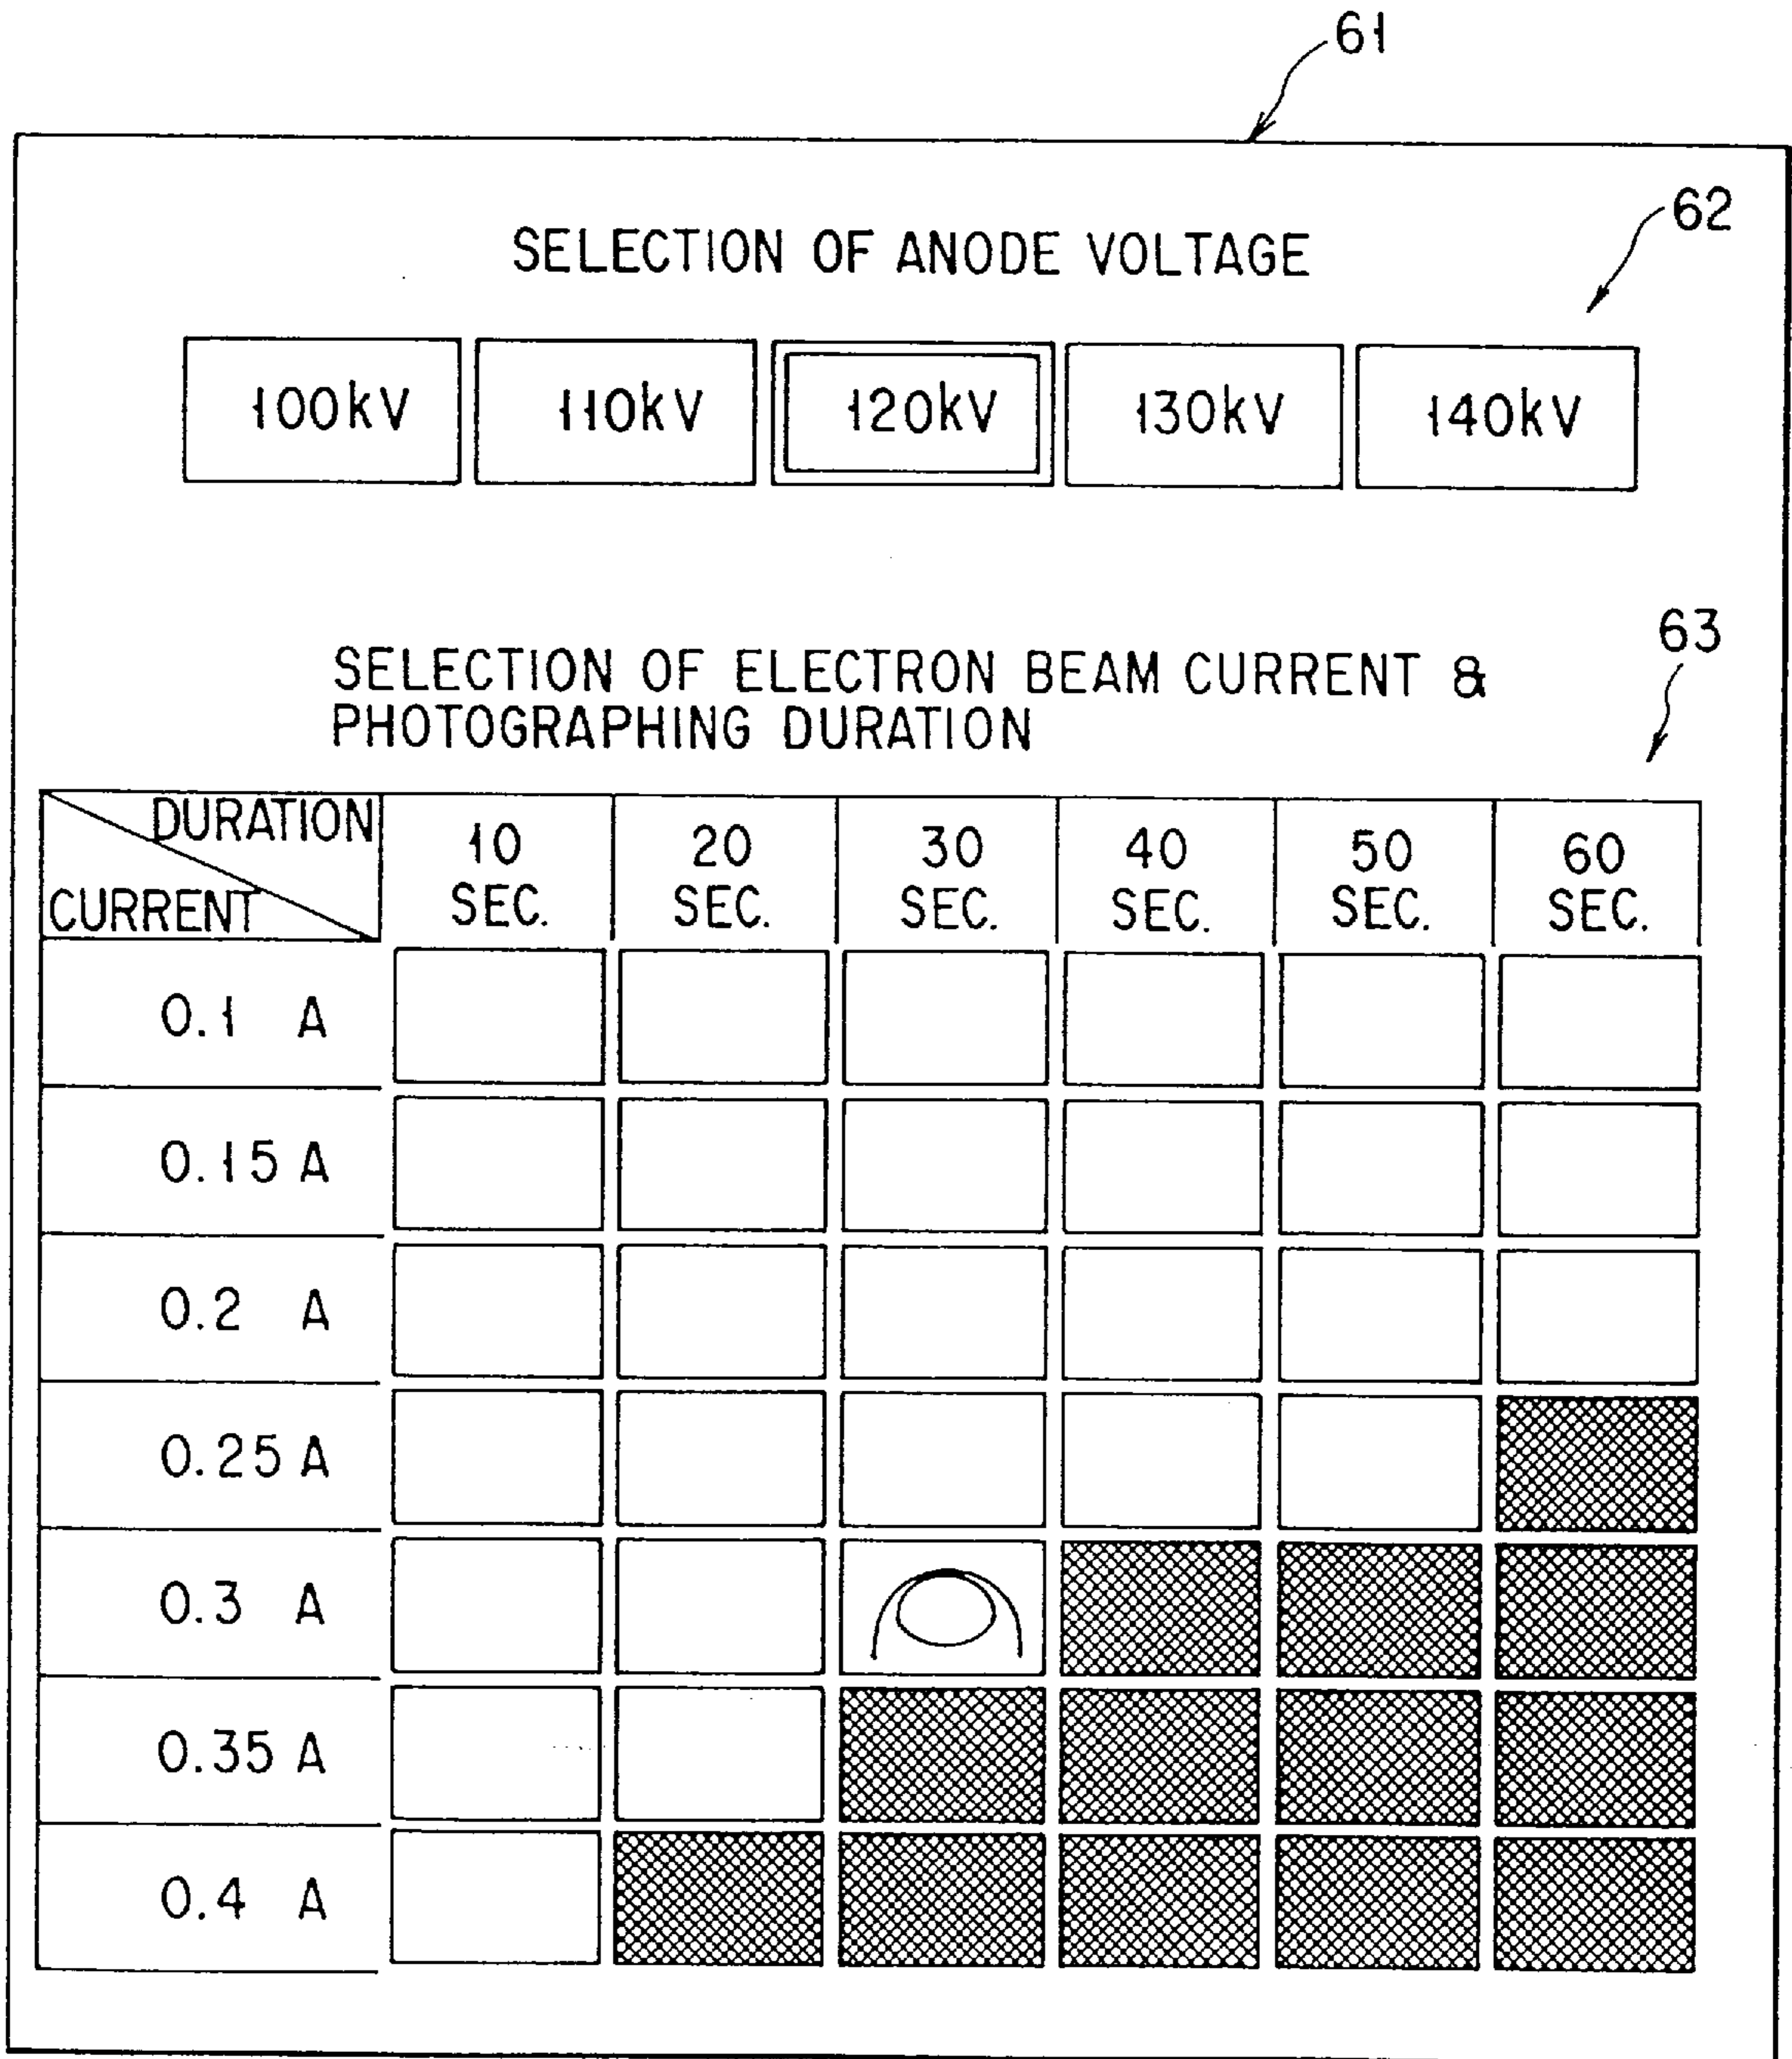 61
62
SELECTION OF ANODE VOLTAGE
100kV 110kV 120kV 130kV 140kV
63
SELECTION OF ELECTRON BEAM CURRENT &
PHOTOGRAPHING DURATION
DURATION
CURRENT
10 20 30 40 50 60
SEC. SEC. SEC. SEC. SEC. SEC.
0.1 A
0.15 A
0.2 A
0.25 A
0.3 A
0.35 A
0.4 A